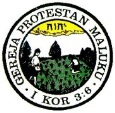 GEREJA PROTESTAN MALUKU
יהוה
• I KOR 3:6 •